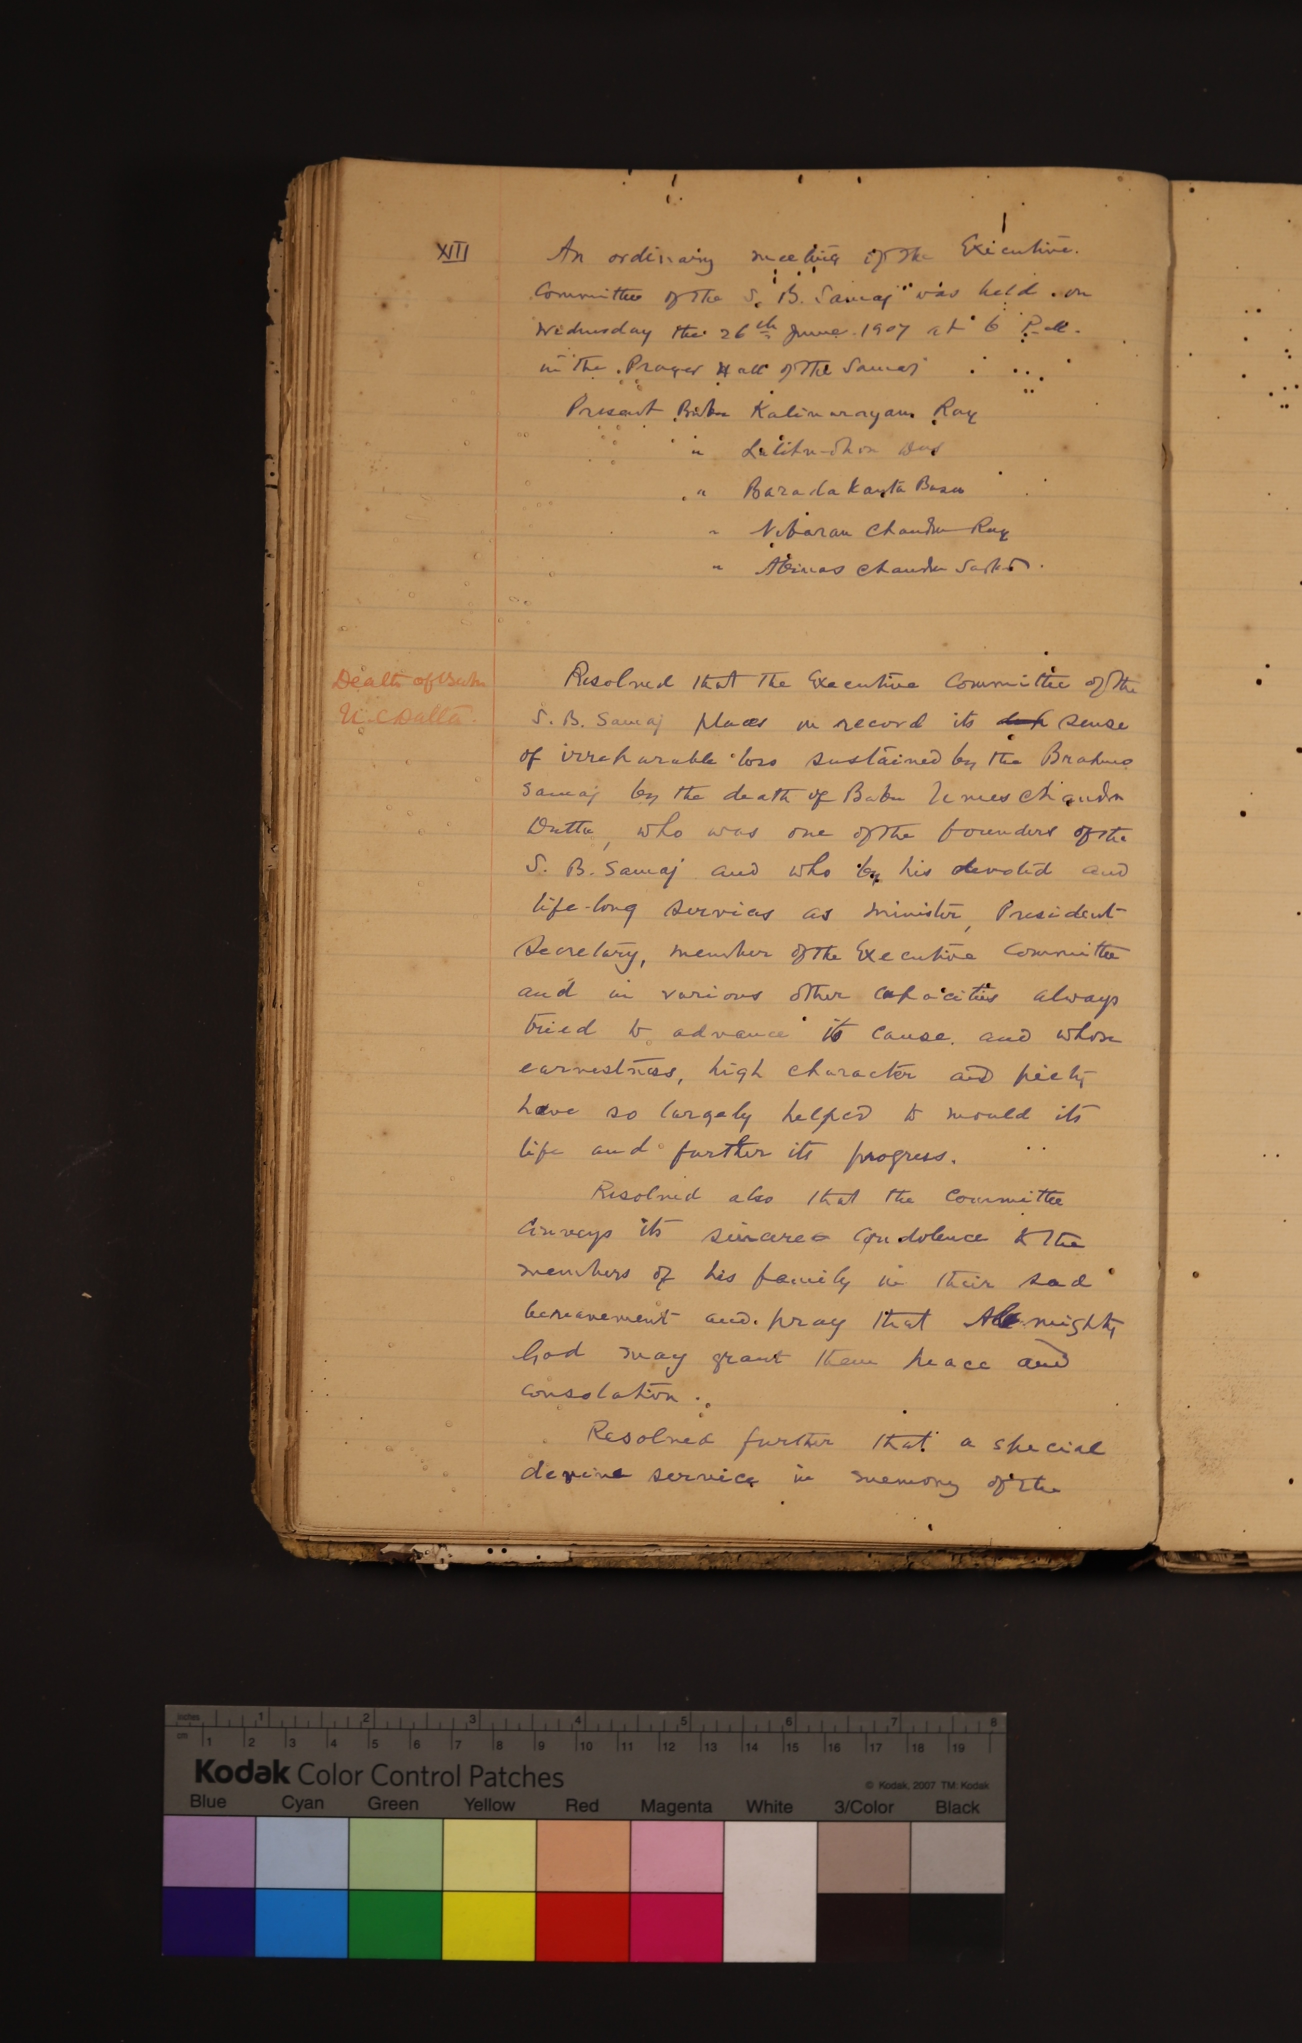 XIII
An ordinary meeting of the Executive
Committee of the S. B. Samaj was held on
Wednesday the 26th June 1907 at 6 P.M.
in the Prayer Hall of the Samaj
Present Babu Kalinarayan Ray
" Das
" Barada Kanta Basu
" Nibaran Chandra Ray
" Abinas Chandra Sarkar
Death of Babu
U. C Dutta.
Resolved that the Executive Committee of the
S. B. Samaj places on record its deep sense
of irreparable loss sustained by the Brahmo
Samaj by the death of Babu Umes Chandra
Dutta, who was one of the founders of the
S. B. Samaj and who by his devoted and
life-long services as minister, President
Secretary, member of the Executive Committee
and in various other capacities always
tried to advance its cause and whose
earnestness, high character and piety
have so largely helped to mould its
life and further its progress.
Resolved also that the Committee
conveys its sincere condolence to the
members of his family in their sad
bereavement and pray that Almighty
God may grant them peace and
consolation.
Resolved further that a special
devine service in memory of the
inches 1 2 3 4 5 6 7 8
cm 1 2 3 4 5 6 7 8 9 10 11 12 13 14 15 16 17 18 19
Kodak Color Control Patches
© Kodak, 2007 TM: Kodak
Blue Cyan Green Yellow Red Magenta White 3/Color Black